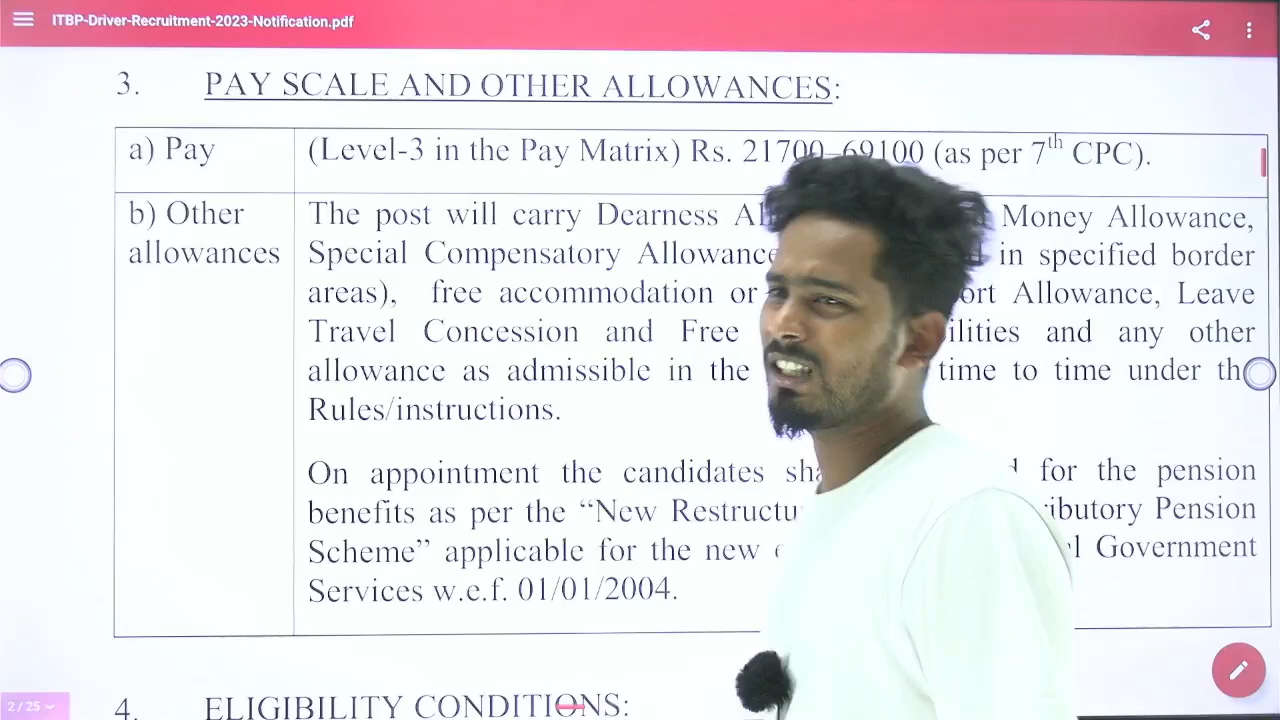 ITBP-Driver-Recruitment-2023-Notification.pdf
3. PAY SCALE AND OTHER ALLOWANCES:
a) Pay
(Level-3 in the Pay Matrix) Rs. 21700–69100 (as per 7th CPC).
b) Other
allowances
The post will carry Dearness Money Allowance,
Special Compensatory Allowance in specified border
areas), free accommodation or Allowance, Leave
Travel Concession and Free and any other
allowance as admissible in the time to time under
Rules/instructions.
On appointment the candidates for the pension
benefits as per the “New Pension
Scheme” applicable for the new Government
Services w.e.f. 01/01/2004.
4. ELIGIBILITY CONDITIONS:
2 / 25